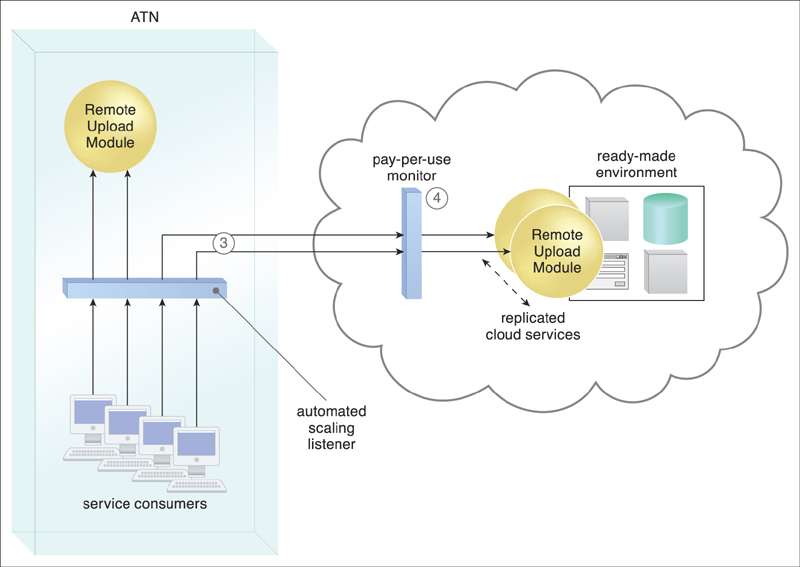 ATN
Remote
Upload
Module
pay-per-use
monitor
ready-made
environment
3
4
Remote
Upload
Module
replicated
cloud services
automated
scaling
listener
service consumers